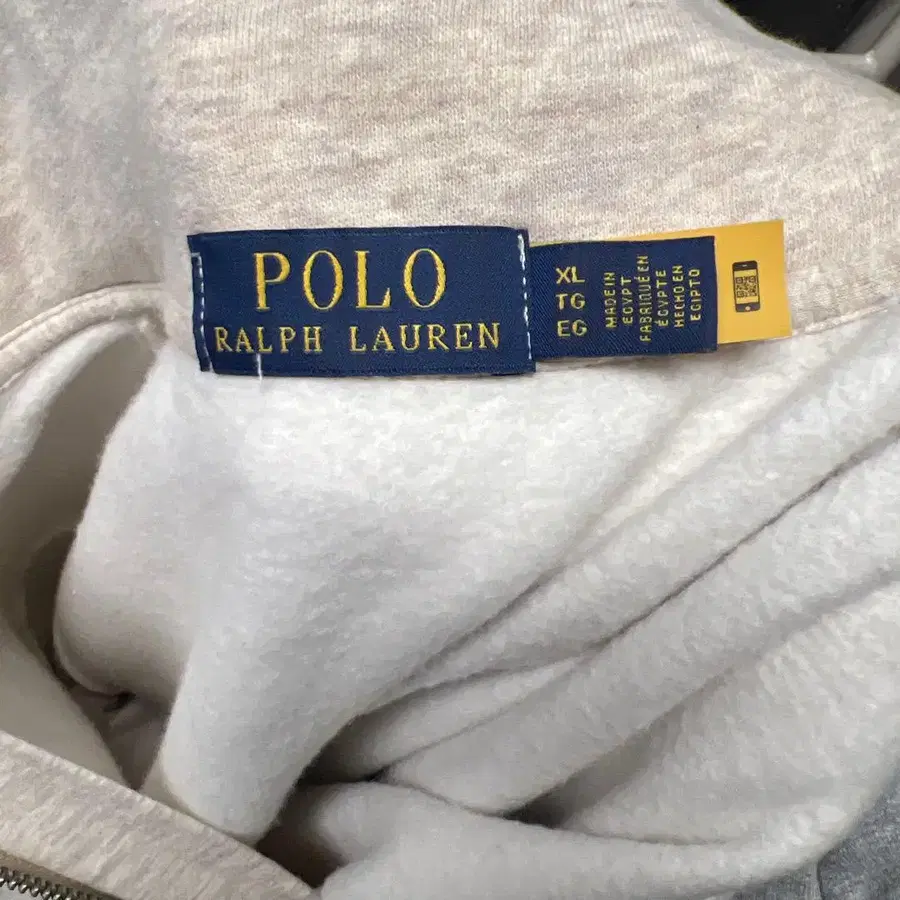 POLO
RALPH LAUREN
XL
TG
EG
MADE IN
EGYPT
FABRIQUÉ EN
ÉGYPTE
HECHO EN
EGIPTO